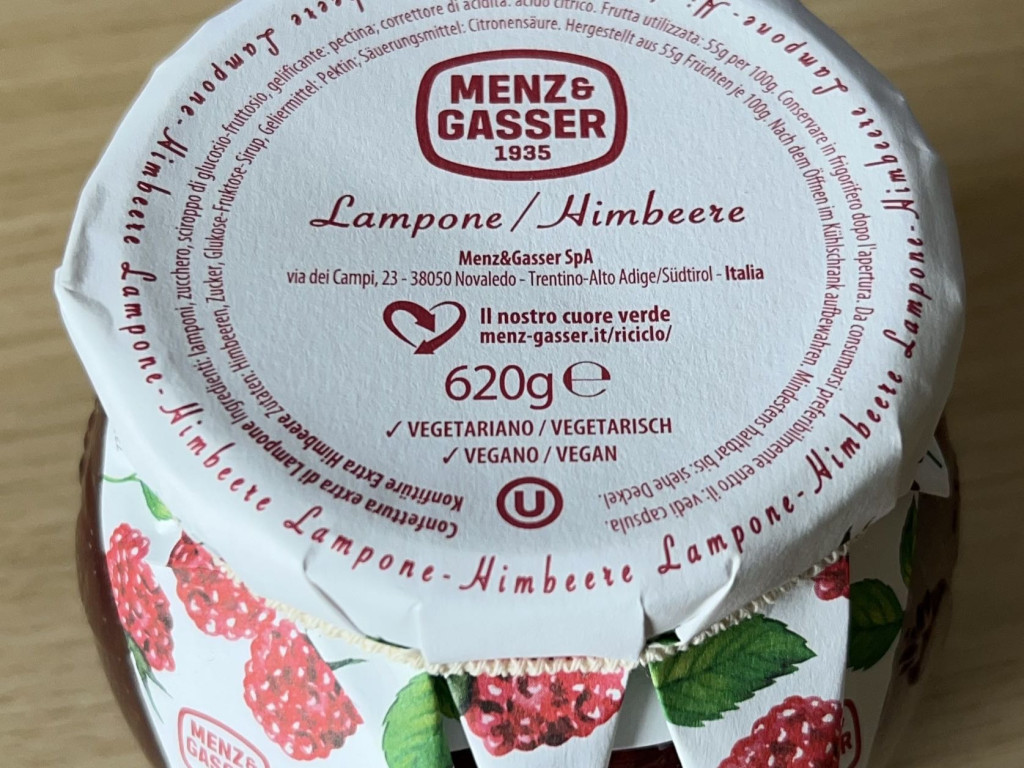 MENZ&
GASSER
1935
Lampone / Himbeere
Menz&Gasser SpA
via dei Campi, 23 - 38050 Novaledo - Trentino-Alto Adige/Südtirol - Italia
Il nostro cuore verde
menz-gasser.it/riciclo/
620g ℮
✓ VEGETARIANO / VEGETARISCH
✓ VEGANO / VEGAN
U
Confettura extra di Lampone Ingredienti: lamponi, zucchero, sciroppo di glucosio-fruttosio, gelificante: pectina; correttore di acidità: acido citrico. Frutta utilizzata: 55g per 100g. Conservare in frigorifero dopo l'apertura. Da consumarsi preferibilmente entro il: vedi capsula.
Konfitüre Extra Himbeere Zutaten: Himbeeren, Zucker, Glukose-Fruktose-Sirup, Geliermittel: Pektin; Säuerungsmittel: Citronensäure. Hergestellt aus 55g Früchten je 100g. Nach dem Öffnen im Kühlschrank aufbewahren. Mindestens haltbar bis: siehe Deckel.
Lampone - Himbeere Lampone - Himbeere Lampone - Himbeere Lampone - Himbeere Lampone - Himbeere Lampone -
MENZ&
GASSER